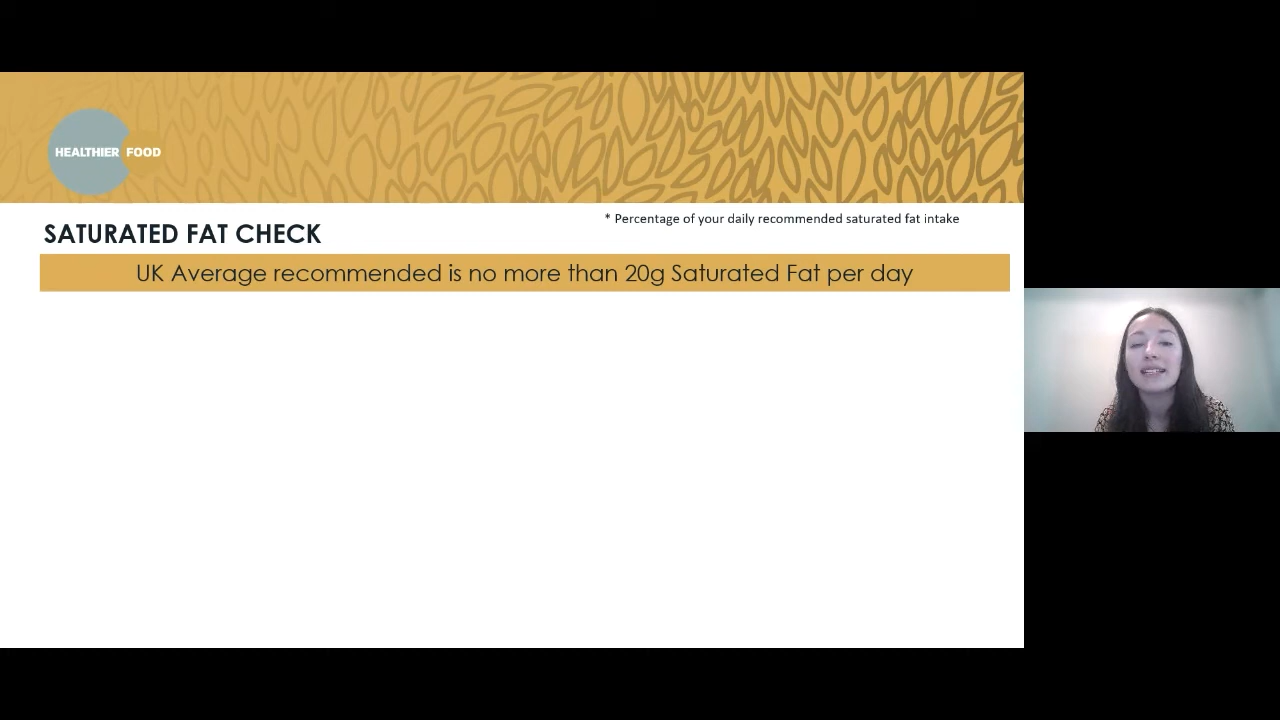 HEALTHIER FOOD
* Percentage of your daily recommended saturated fat intake
SATURATED FAT CHECK
UK Average recommended is no more than 20g Saturated Fat per day